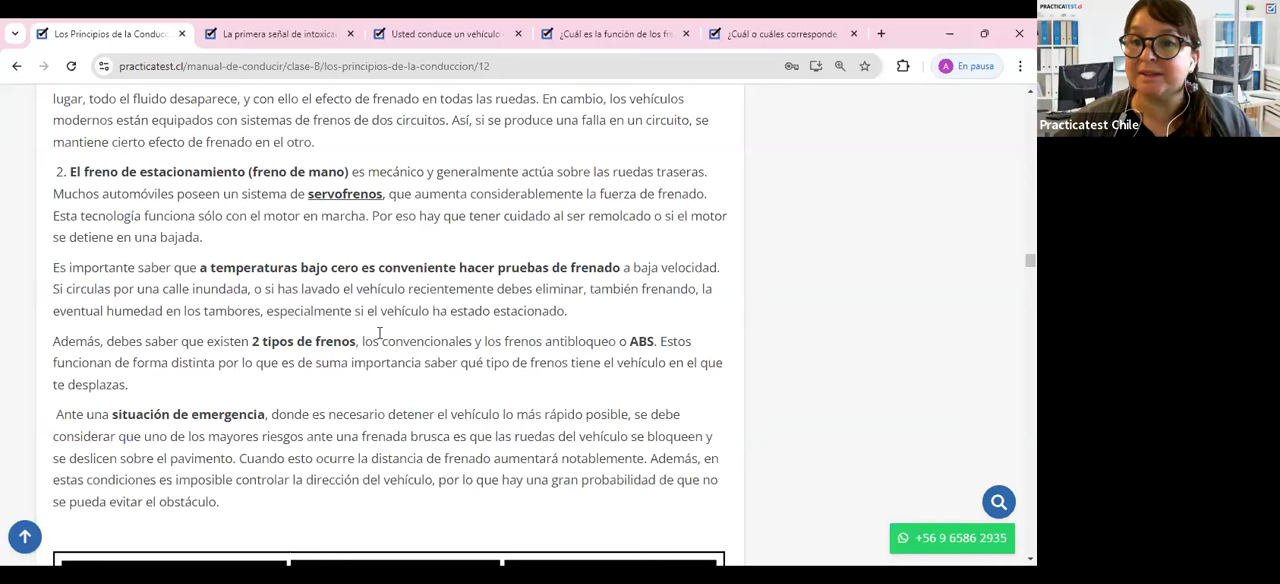 Los Principios de la Conducc
La primera señal de intoxica
Usted conduce un vehículo
¿Cuál es la función de los fre
¿Cuál o cuáles corresponde
practicatest.cl/manual-de-conducir/clase-B/los-principios-de-la-conduccion/12
A
En pausa
PRACTICATEST.cl
Practicatest Chile
lugar, todo el fluido desaparece, y con ello el efecto de frenado en todas las ruedas. En cambio, los vehículos
modernos están equipados con sistemas de frenos de dos circuitos. Así, si se produce una falla en un circuito, se
mantiene cierto efecto de frenado en el otro.
2. El freno de estacionamiento (freno de mano) es mecánico y generalmente actúa sobre las ruedas traseras.
Muchos automóviles poseen un sistema de servofrenos, que aumenta considerablemente la fuerza de frenado.
Esta tecnología funciona sólo con el motor en marcha. Por eso hay que tener cuidado al ser remolcado o si el motor
se detiene en una bajada.
Es importante saber que a temperaturas bajo cero es conveniente hacer pruebas de frenado a baja velocidad.
Si circulas por una calle inundada, o si has lavado el vehículo recientemente debes eliminar, también frenando, la
eventual humedad en los tambores, especialmente si el vehículo ha estado estacionado.
Además, debes saber que existen 2 tipos de frenos, los convencionales y los frenos antibloqueo o ABS. Estos
funcionan de forma distinta por lo que es de suma importancia saber qué tipo de frenos tiene el vehículo en el que
te desplazas.
Ante una situación de emergencia, donde es necesario detener el vehículo lo más rápido posible, se debe
considerar que uno de los mayores riesgos ante una frenada brusca es que las ruedas del vehículo se bloqueen y
se deslicen sobre el pavimento. Cuando esto ocurre la distancia de frenado aumentará notablemente. Además, en
estas condiciones es imposible controlar la dirección del vehículo, por lo que hay una gran probabilidad de que no
se pueda evitar el obstáculo.
+56 9 6586 2935